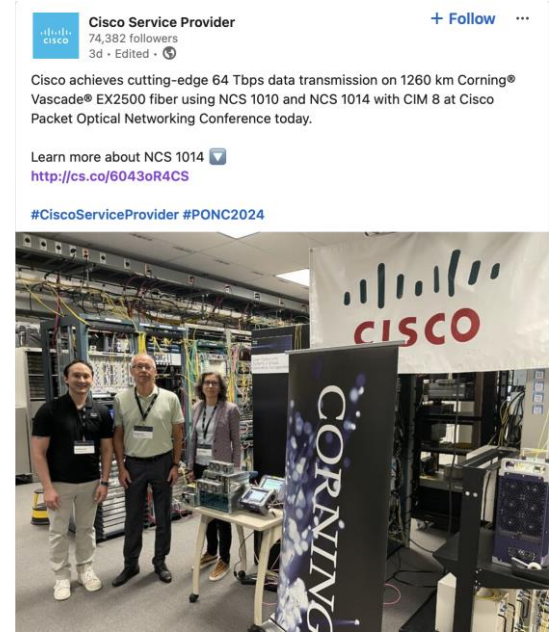 cisco
Cisco Service Provider
+ Follow
74,382 followers
3d • Edited •
Cisco achieves cutting-edge 64 Tbps data transmission on 1260 km Corning®
Vascade® EX2500 fiber using NCS 1010 and NCS 1014 with CIM 8 at Cisco
Packet Optical Networking Conference today.
Learn more about NCS 1014
http://cs.co/6043oR4CS
#CiscoServiceProvider #PONC2024
CISCO
CORNING